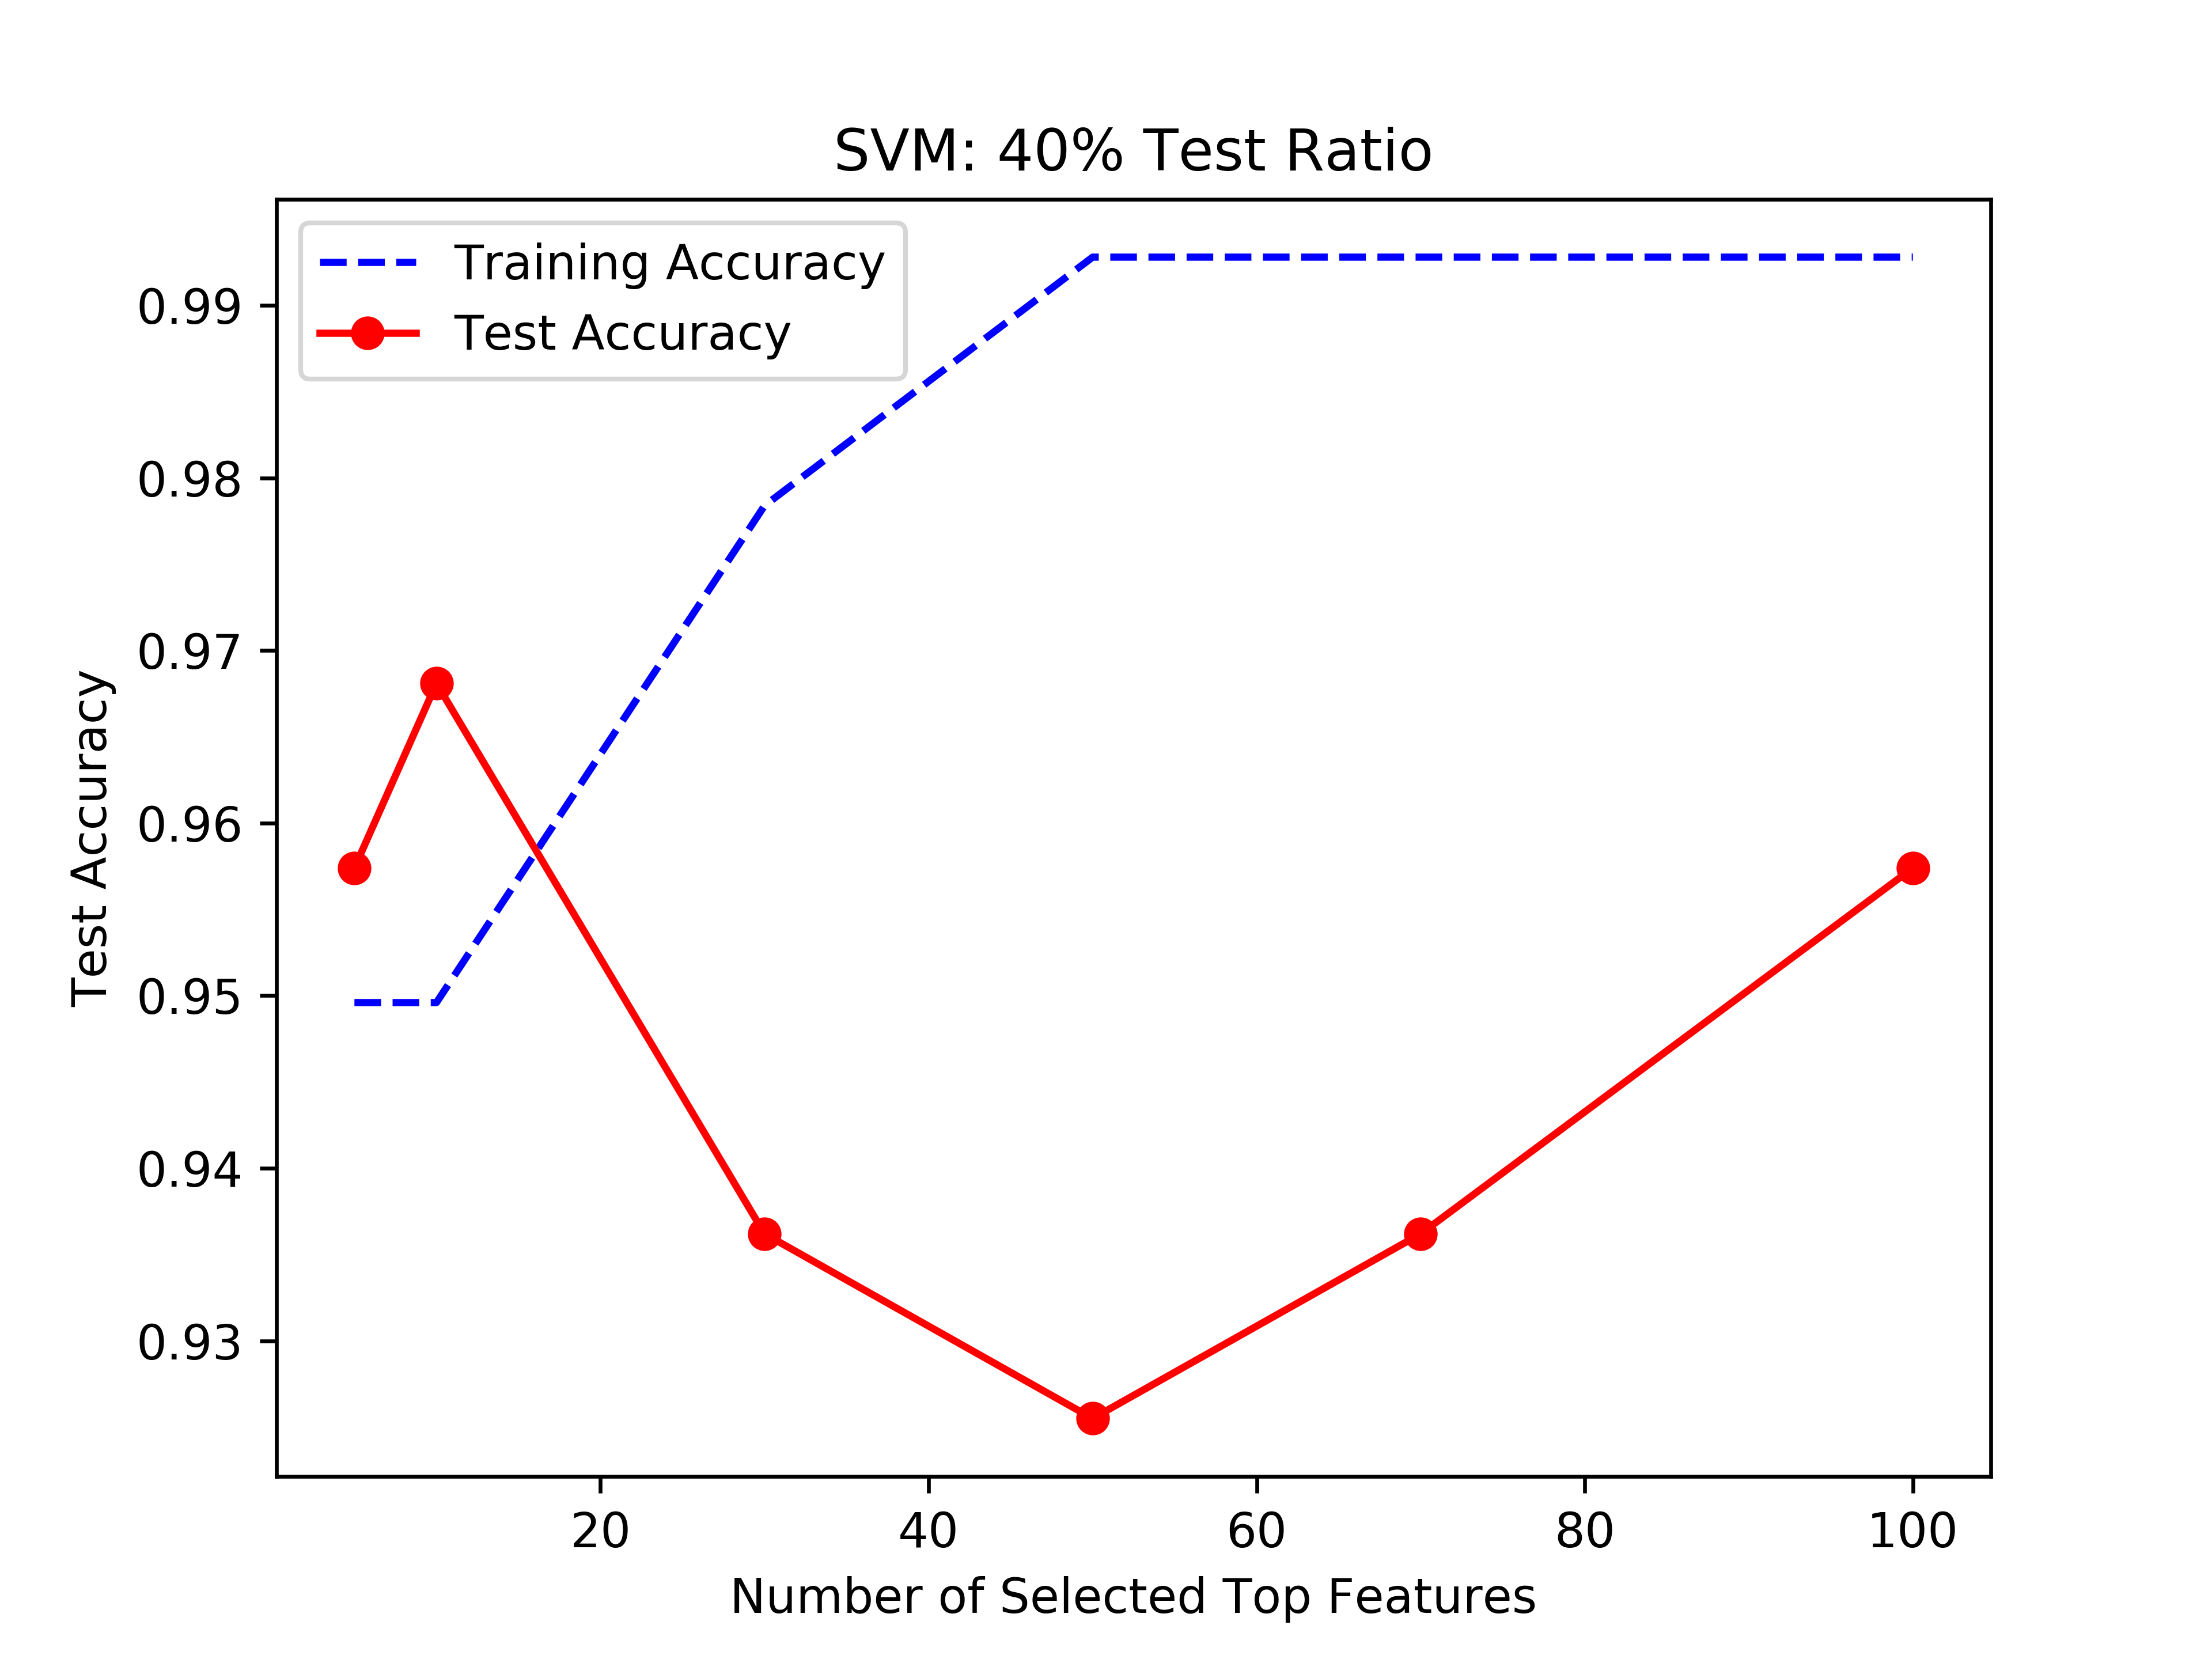 SVM: 40% Test Ratio
Training Accuracy
Test Accuracy
0.99
0.98
0.97
0.96
0.95
0.94
0.93
Test Accuracy
20 40 60 80 100
Number of Selected Top Features